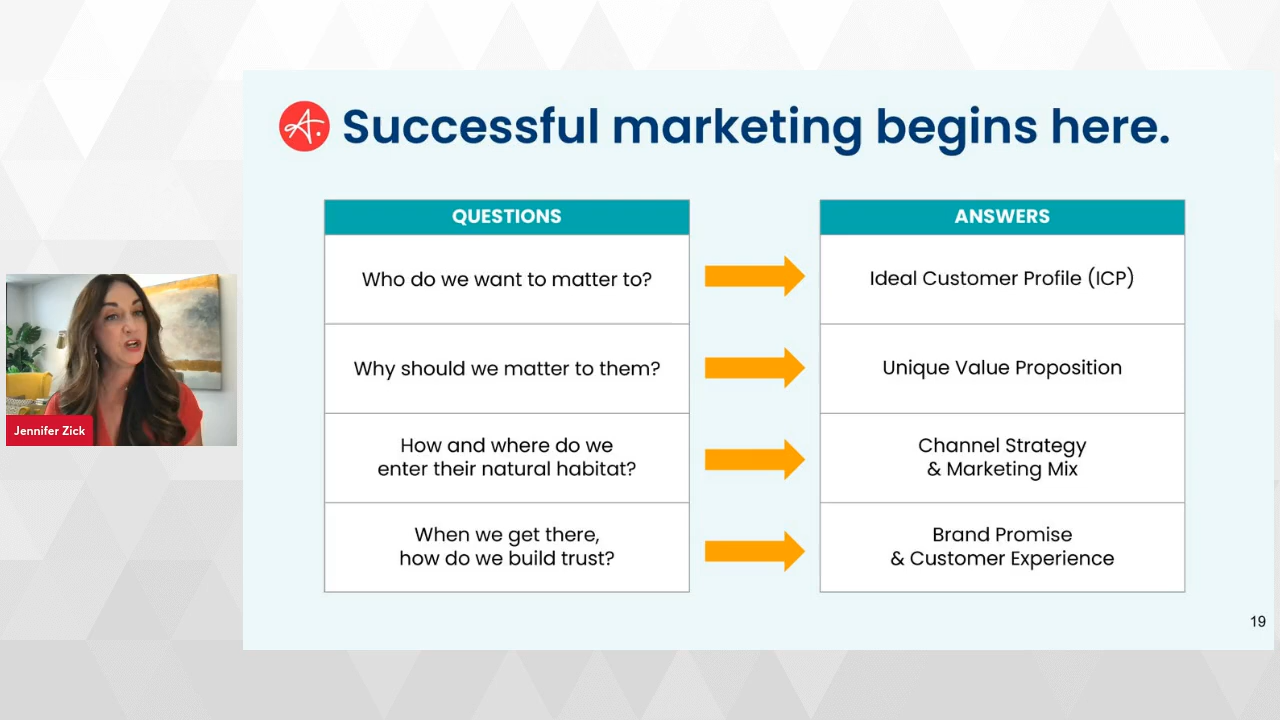 Successful marketing begins here.
QUESTIONS
ANSWERS
Who do we want to matter to?
Ideal Customer Profile (ICP)
Why should we matter to them?
Unique Value Proposition
How and where do we
enter their natural habitat?
Channel Strategy
& Marketing Mix
When we get there,
how do we build trust?
Brand Promise
& Customer Experience
Jennifer Zick
19